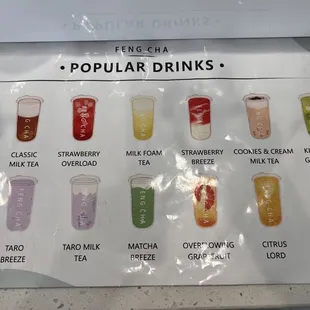 FENG CHA
• POPULAR DRINKS •
CLASSIC MILK TEA
STRAWBERRY OVERLOAD
MILK FOAM TEA
STRAWBERRY BREEZE
COOKIES & CREAM MILK TEA
TARO BREEZE
TARO MILK TEA
MATCHA BREEZE
OVERFLOWING GRAPEFRUIT
CITRUS LORD